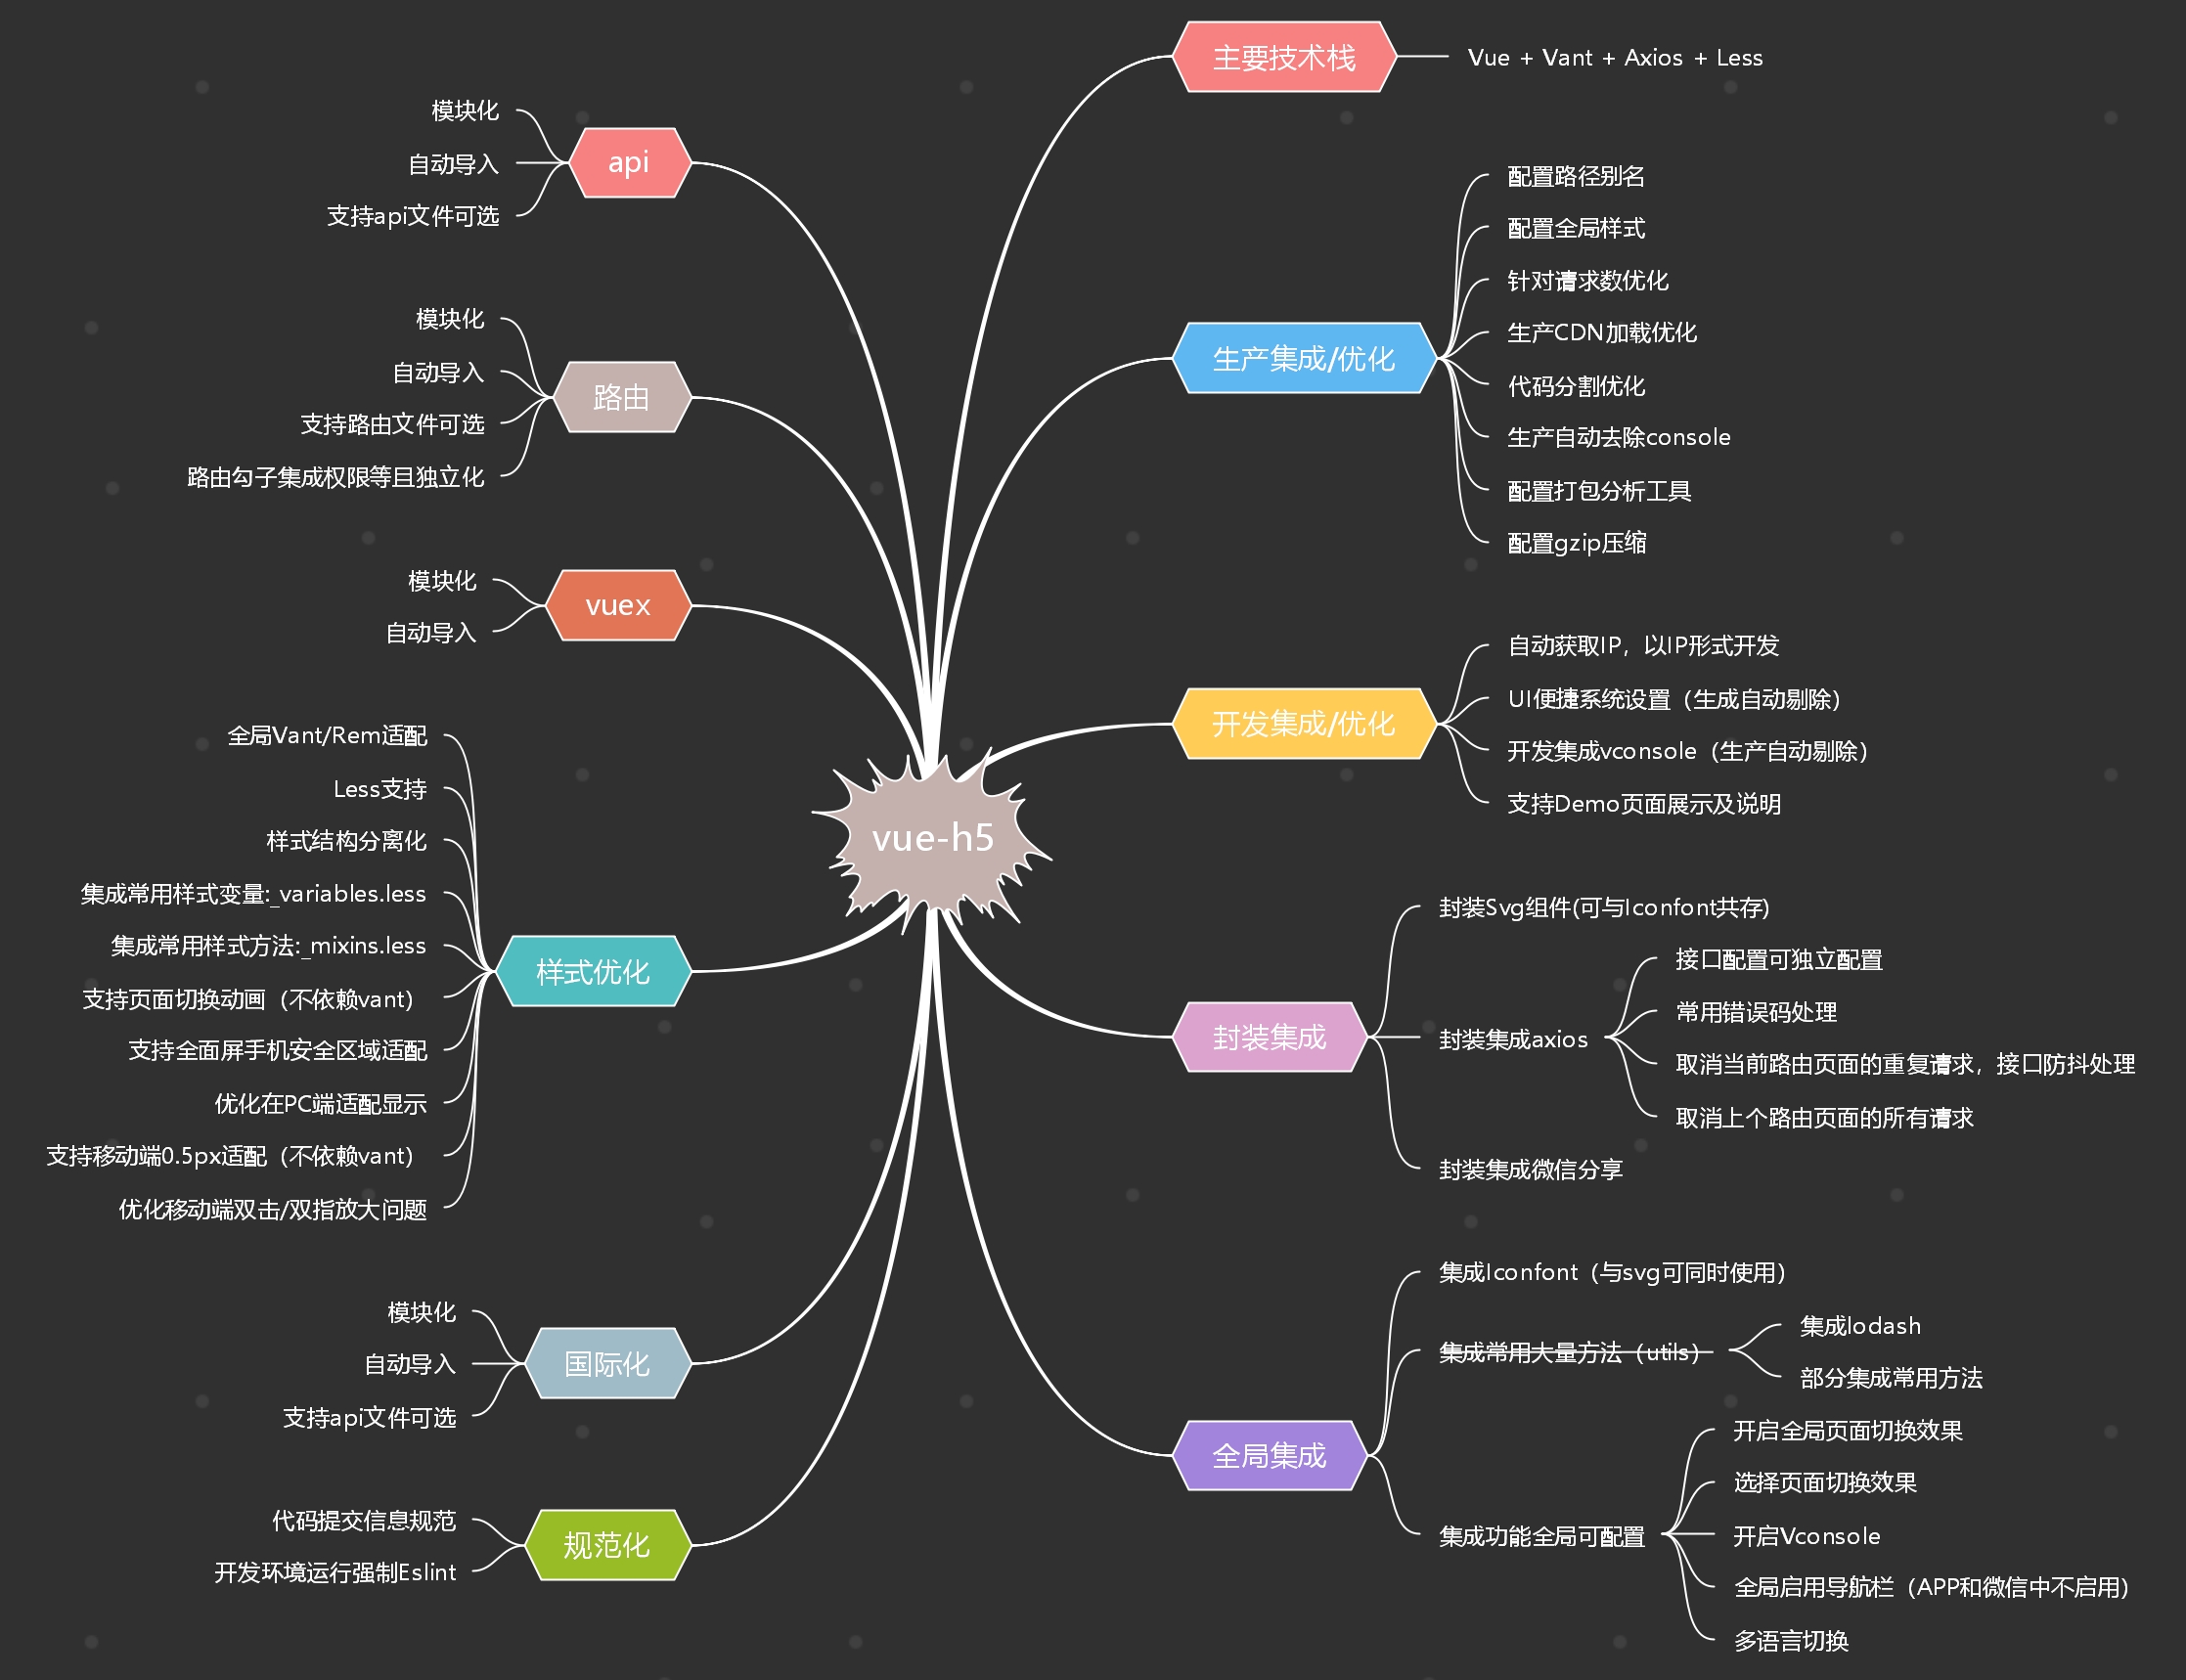 vue-h5
主要技术栈
Vue + Vant + Axios + Less
生产集成/优化
配置路径别名
配置全局样式
针对请求数优化
生产CDN加载优化
代码分割优化
生产自动去除console
配置打包分析工具
配置gzip压缩
开发集成/优化
自动获取IP，以IP形式开发
UI便捷系统设置（生成自动剔除）
开发集成vconsole（生产自动剔除）
支持Demo页面展示及说明
封装集成
封装Svg组件(可与Iconfont共存)
封装集成axios
接口配置可独立配置
常用错误码处理
取消当前路由页面的重复请求，接口防抖处理
取消上个路由页面的所有请求
封装集成微信分享
全局集成
集成Iconfont（与svg可同时使用）
集成常用大量方法（utils）
集成lodash
部分集成常用方法
集成功能全局可配置
开启全局页面切换效果
选择页面切换效果
开启Vconsole
全局启用导航栏（APP和微信中不启用）
多语言切换
api
模块化
自动导入
支持api文件可选
路由
模块化
自动导入
支持路由文件可选
路由勾子集成权限等且独立化
vuex
模块化
自动导入
样式优化
全局Vant/Rem适配
Less支持
样式结构分离化
集成常用样式变量:_variables.less
集成常用样式方法:_mixins.less
支持页面切换动画（不依赖vant）
支持全面屏手机安全区域适配
优化在PC端适配显示
支持移动端0.5px适配（不依赖vant）
优化移动端双击/双指放大问题
国际化
模块化
自动导入
支持api文件可选
规范化
代码提交信息规范
开发环境运行强制Eslint